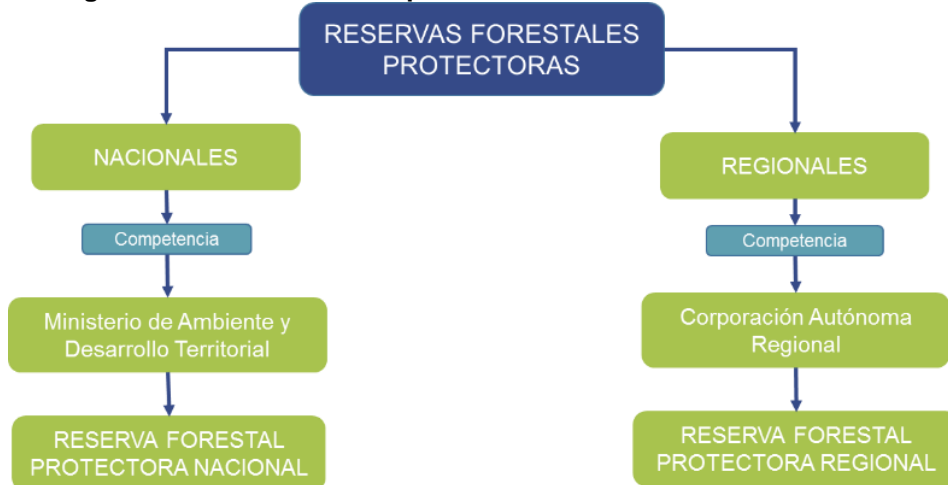 RESERVAS FORESTALES
PROTECTORAS
NACIONALES
REGIONALES
Competencia
Competencia
Ministerio de Ambiente y
Desarrollo Territorial
Corporación Autónoma
Regional
RESERVA FORESTAL
PROTECTORA NACIONAL
RESERVA FORESTAL
PROTECTORA REGIONAL